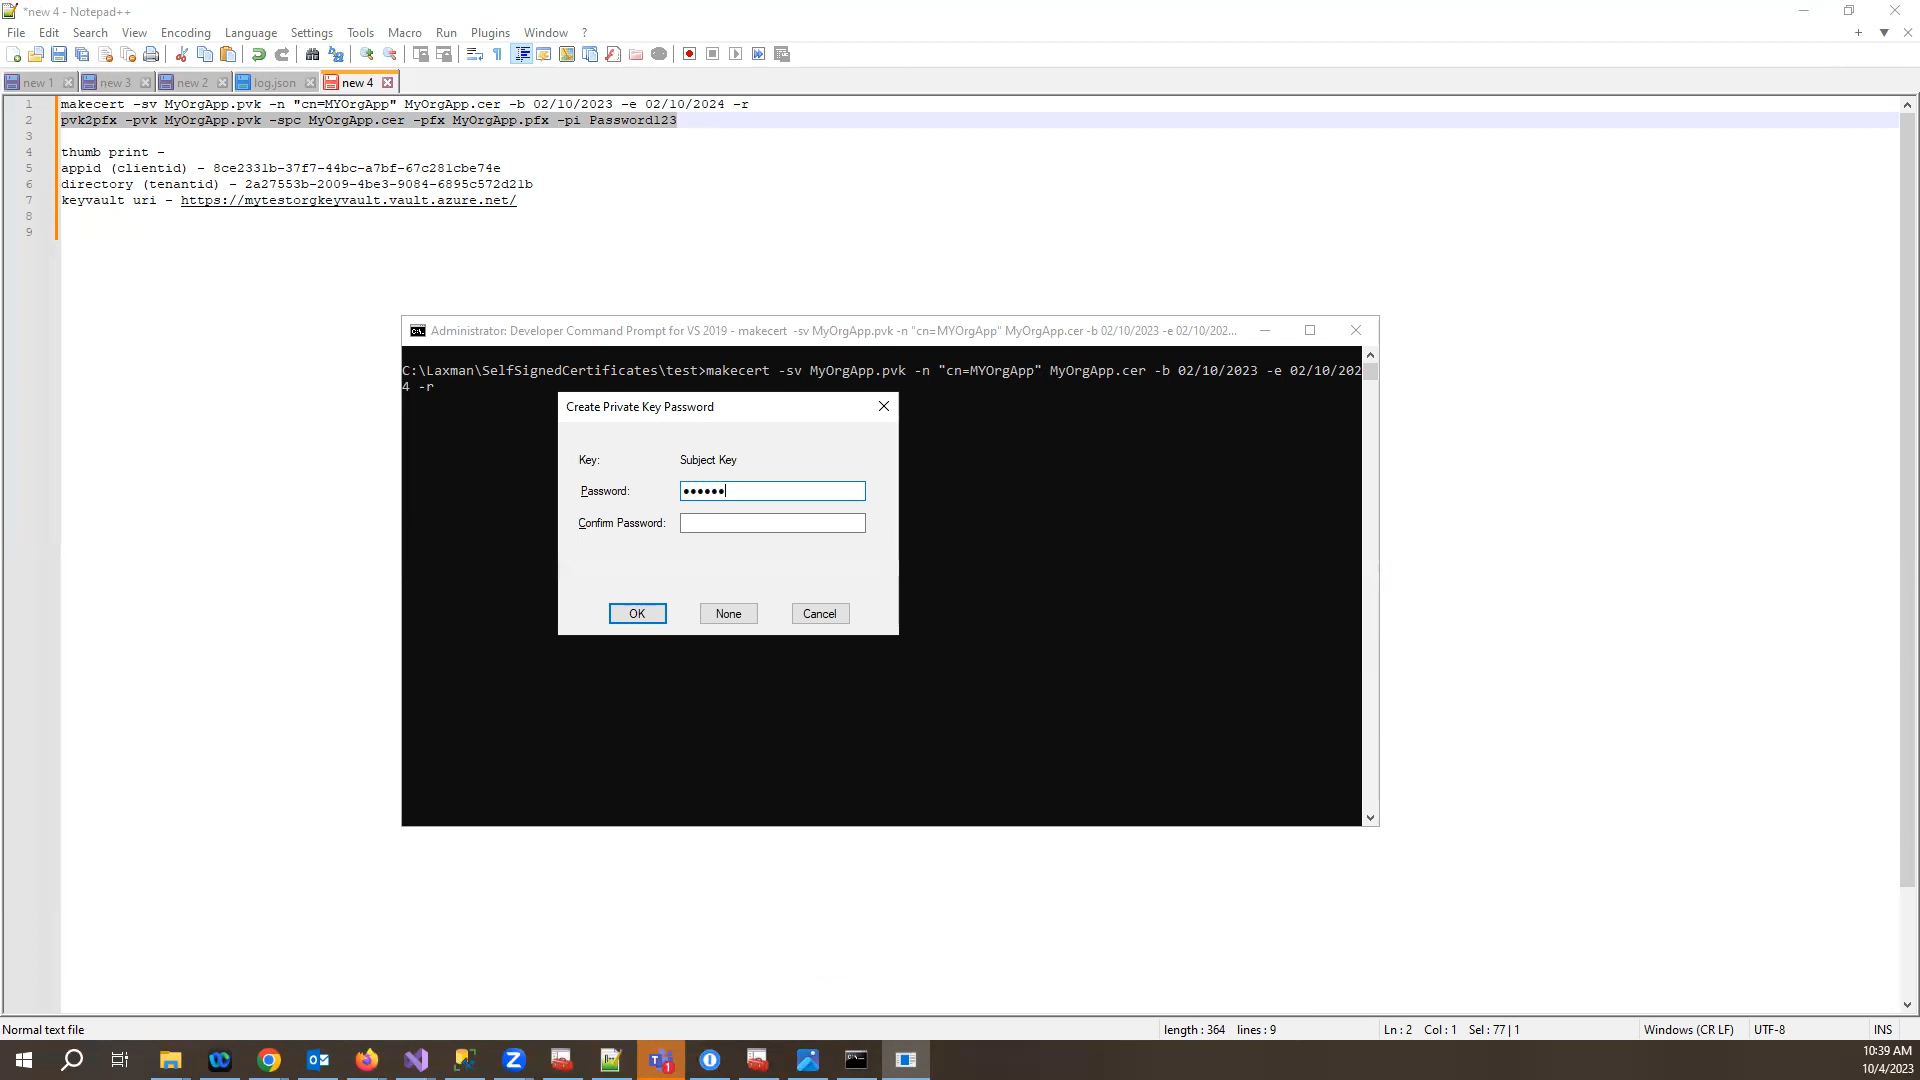 *new 4 - Notepad++
File Edit Search View Encoding Language Settings Tools Macro Run Plugins Window ?
new 1 new 3 new 2 log.json new 4
1 makecert -sv MyOrgApp.pvk -n "cn=MYOrgApp" MyOrgApp.cer -b 02/10/2023 -e 02/10/2024 -r
2 pvk2pfx -pvk MyOrgApp.pvk -spc MyOrgApp.cer -pfx MyOrgApp.pfx -pi Password123
3
4 thumb print -
5 appid (clientid) - 8ce2331b-37f7-44bc-a7bf-67c281cbe74e
6 directory (tenantid) - 2a27553b-2009-4be3-9084-6895c572d21b
7 keyvault uri - https://mytestorgkeyvault.vault.azure.net/
8
9
Administrator: Developer Command Prompt for VS 2019 - makecert -sv MyOrgApp.pvk -n "cn=MYOrgApp" MyOrgApp.cer -b 02/10/2023 -e 02/10/202...
C:\Laxman\SelfSignedCertificates\test>makecert -sv MyOrgApp.pvk -n "cn=MYOrgApp" MyOrgApp.cer -b 02/10/2023 -e 02/10/202
4 -r
Create Private Key Password
Key: Subject Key
Password: ●●●●●●
Confirm Password:
OK None Cancel
Normal text file length : 364 lines : 9 Ln : 2 Col : 1 Sel : 77 | 1 Windows (CR LF) UTF-8 INS
10:39 AM
10/4/2023